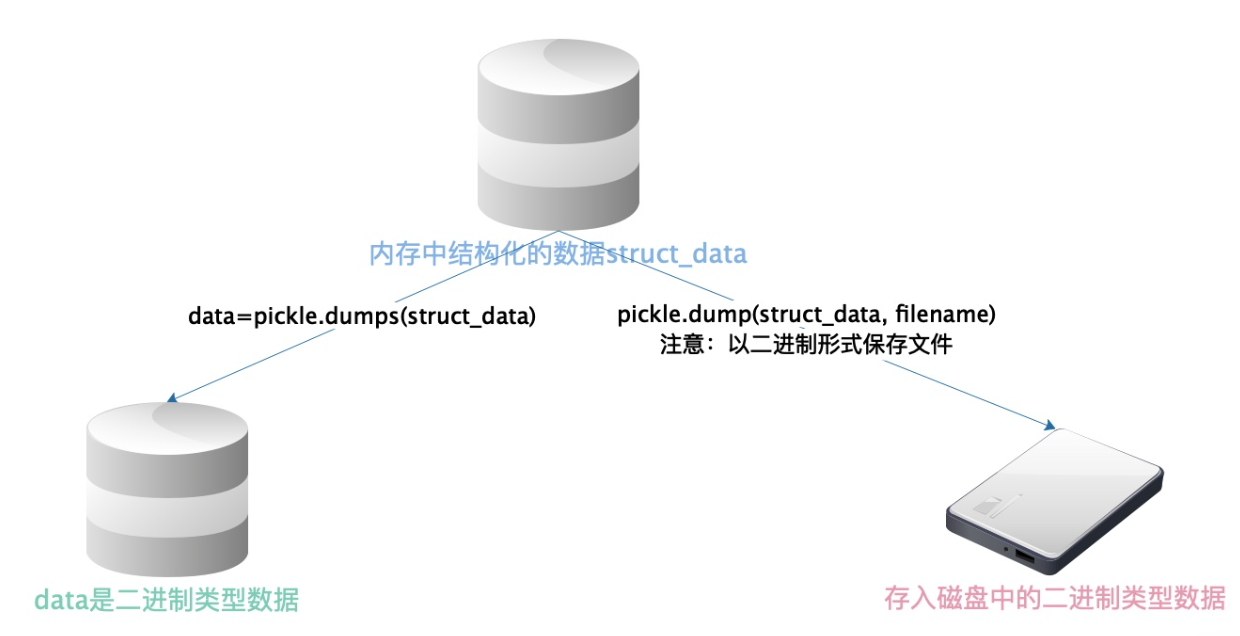 内存中结构化的数据struct_data
data=pickle.dumps(struct_data)
pickle.dump(struct_data, filename)
注意：以二进制形式保存文件
data是二进制类型数据
存入磁盘中的二进制类型数据